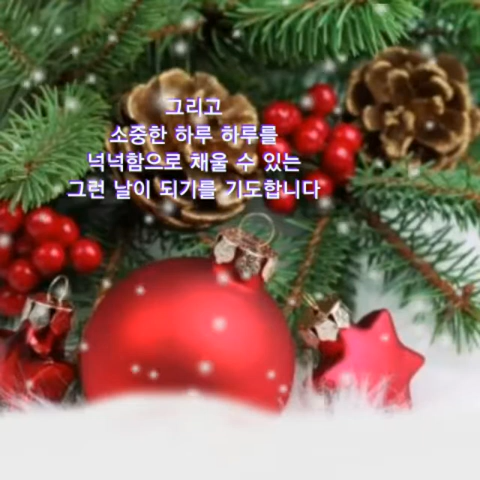 그리고
소중한 하루 하루를
넉넉함으로 채울 수 있는
그런 날이 되기를 기도합니다